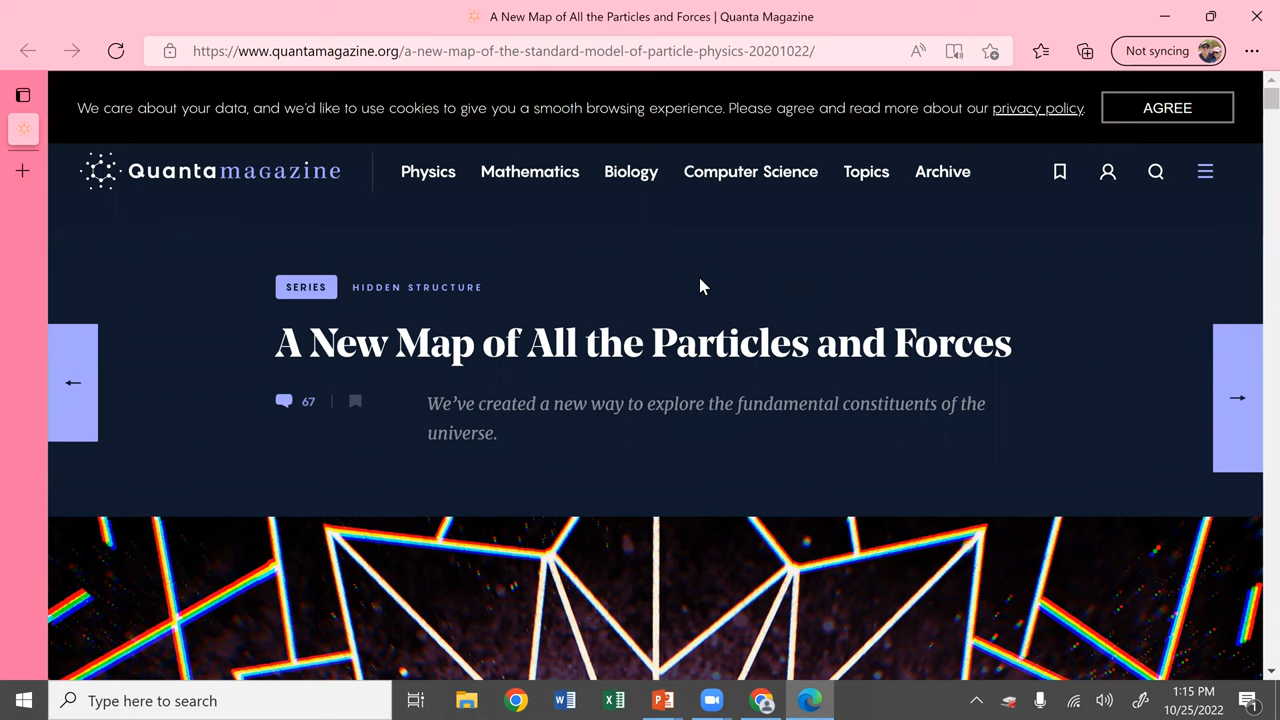 A New Map of All the Particles and Forces | Quanta Magazine
https://www.quantamagazine.org/a-new-map-of-the-standard-model-of-particle-physics-20201022/
Not syncing
We care about your data, and we'd like to use cookies to give you a smooth browsing experience. Please agree and read more about our privacy policy.
AGREE
Quantamagazine
Physics Mathematics Biology Computer Science Topics Archive
SERIES HIDDEN STRUCTURE
A New Map of All the Particles and Forces
67
We've created a new way to explore the fundamental constituents of the
universe.
Type here to search
1:15 PM
10/25/2022
1